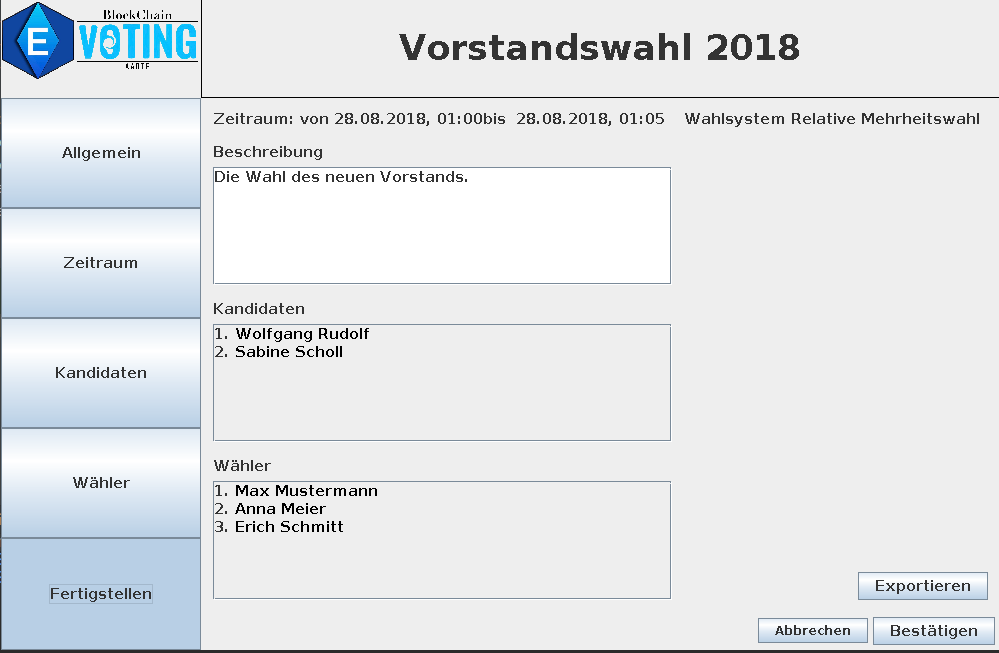 BlockChain
E VOTING
Vorstandswahl 2018
Allgemein
Zeitraum
Kandidaten
Wähler
Fertigstellen
Zeitraum: von 28.08.2018, 01:00bis 28.08.2018, 01:05 Wahlsystem Relative Mehrheitswahl
Beschreibung
Die Wahl des neuen Vorstands.
Kandidaten
1. Wolfgang Rudolf
2. Sabine Scholl
Wähler
1. Max Mustermann
2. Anna Meier
3. Erich Schmitt
Exportieren
Abbrechen Bestätigen